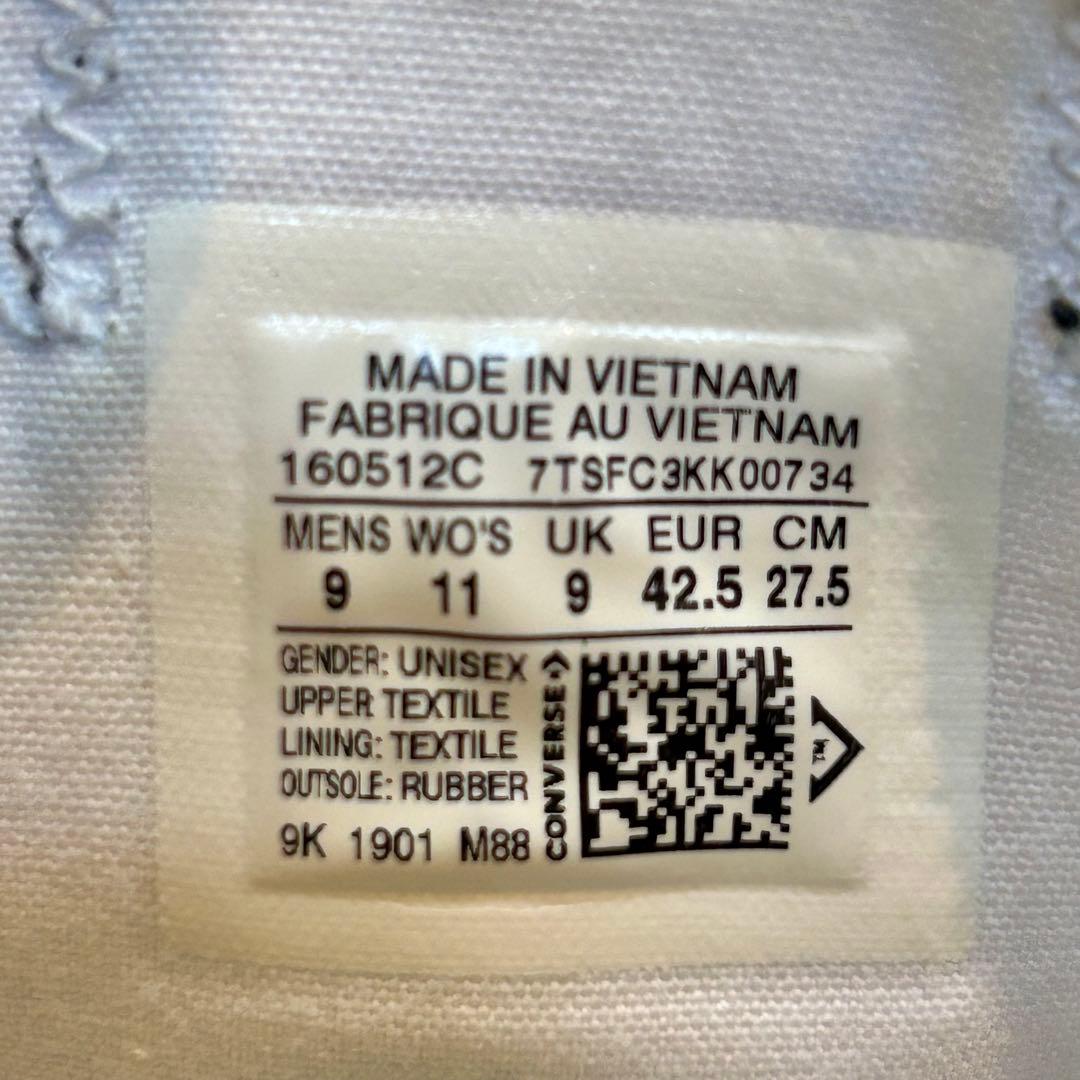 MADE IN VIETNAM
FABRIQUE AU VIETNAM
160512C 7TSFC3KK00734
MENS WO'S UK EUR CM
9 11 9 42.5 27.5
GENDER: UNISEX
UPPER TEXTILE
LINING: TEXTILE
OUTSOLE: RUBBER
9K 1901 M88
CONVERSE
TM